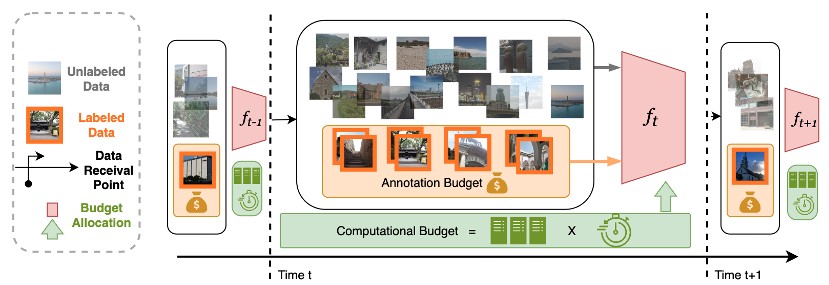 Unlabeled
Data
Labeled
Data
Data
Receival
Point
Budget
Allocation
$
f_{t-1}
Annotation Budget $
f_t
Computational Budget = X
$
f_{t+1}
Time t
Time t+1